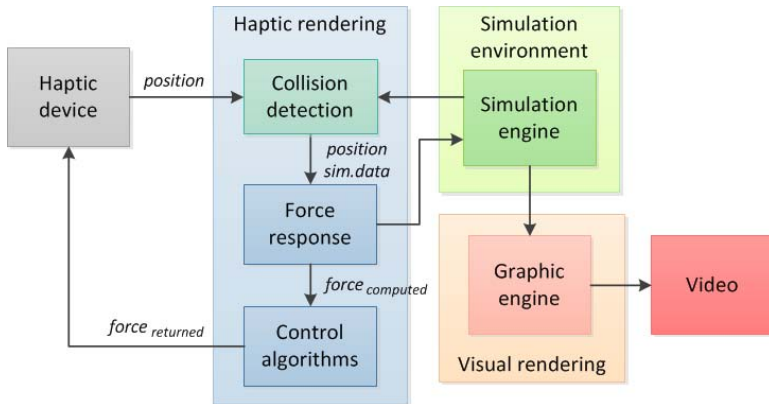 Haptic rendering
Simulation
environment
Haptic
device
position
Collision
detection
Simulation
engine
position
sim.data
Force
response
Graphic
engine
Video
force computed
force returned
Control
algorithms
Visual rendering